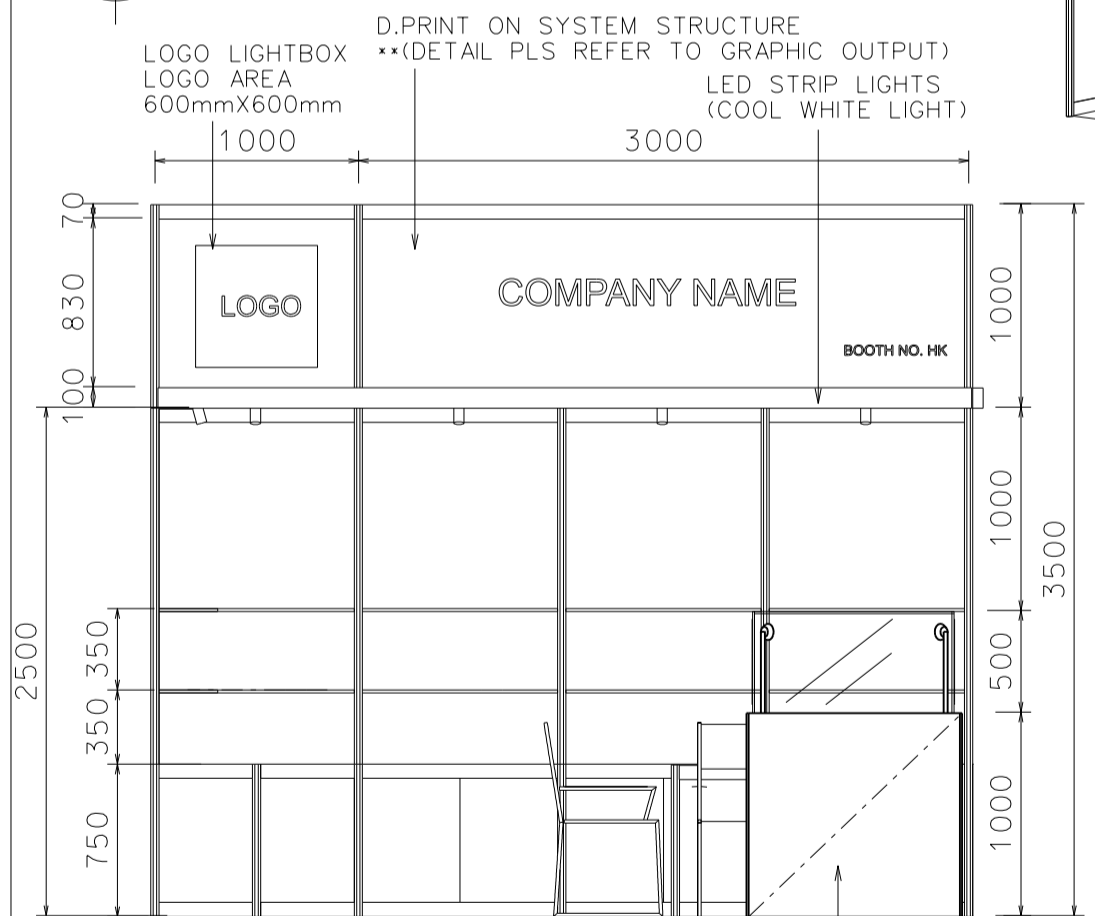 D.PRINT ON SYSTEM STRUCTURE
**(DETAIL PLS REFER TO GRAPHIC OUTPUT)
LOGO LIGHTBOX
LOGO AREA
600mmX600mm
LED STRIP LIGHTS
(COOL WHITE LIGHT)
1000
3000
70
830
100
LOGO
COMPANY NAME
BOOTH NO. HK
1000
1000
3500
2500
350
350
750
500
1000